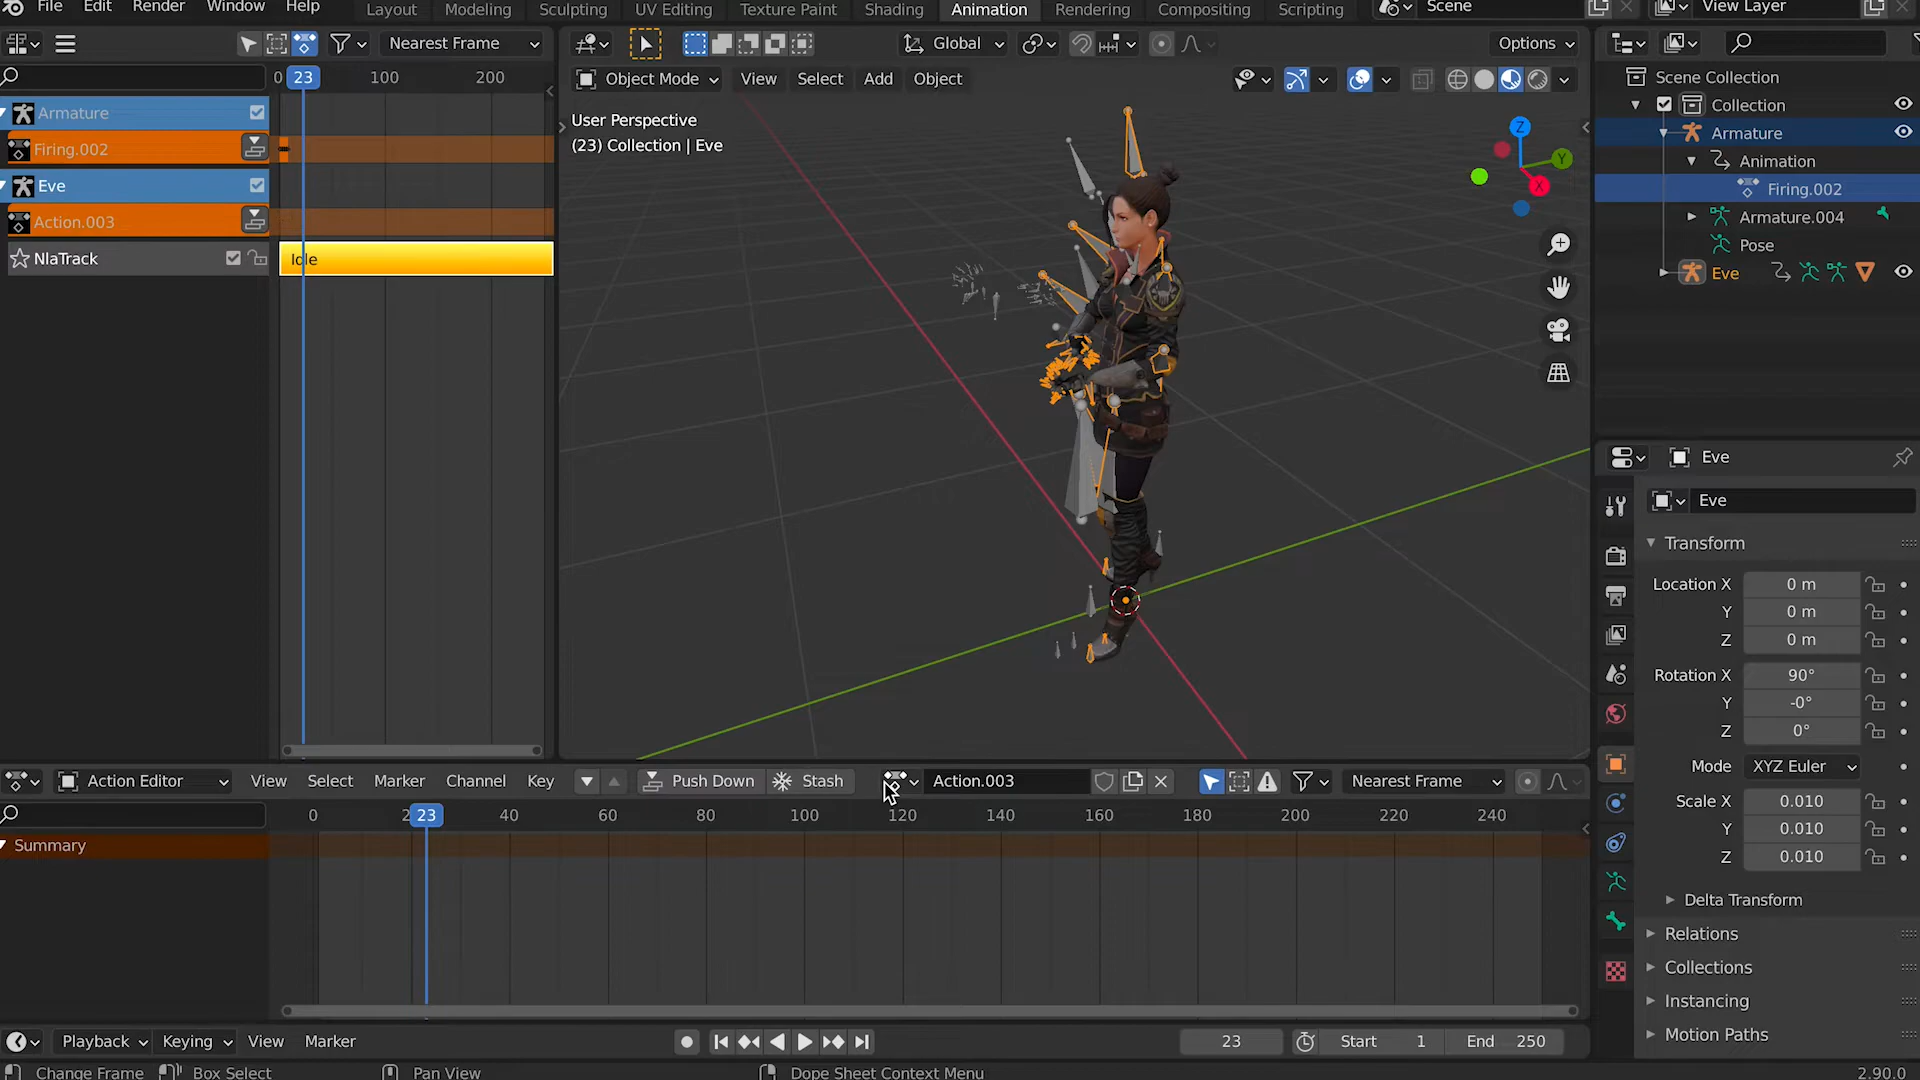 File Edit Render Window Help Layout Modeling Sculpting UV Editing Texture Paint Shading Animation Rendering Compositing Scripting Scene View Layer
Nearest Frame
Global
Options
0 23 100 200
Object Mode View Select Add Object
Scene Collection
Collection
Armature
Animation
Firing.002
Armature.004
Pose
Eve
Armature
Firing.002
Eve
Action.003
NlaTrack
Idle
User Perspective
(23) Collection | Eve
Z
Y
X
Eve
Eve
Transform
Location X 0 m
Y 0 m
Z 0 m
Rotation X 90°
Y -0°
Z 0°
Mode XYZ Euler
Scale X 0.010
Y 0.010
Z 0.010
Delta Transform
Relations
Collections
Instancing
Motion Paths
Action Editor View Select Marker Channel Key Push Down Stash Action.003 Nearest Frame
0 2 23 40 60 80 100 120 140 160 180 200 220 240
Summary
Playback Keying View Marker 23 Start 1 End 250
Change Frame Box Select Pan View Dope Sheet Context Menu 2.90.0